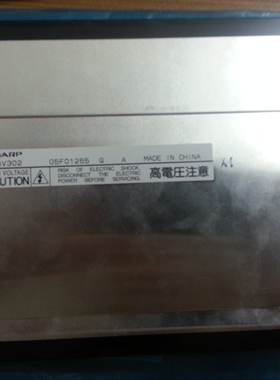 ARP
V302 05F01265 Q A MADE IN CHINA
VOLTAGE
UTION
RISK OF ELECTRIC SHOCK.
DISCONNECT THE ELECTRIC
POWER BEFORE SERVICING.
高電圧注意